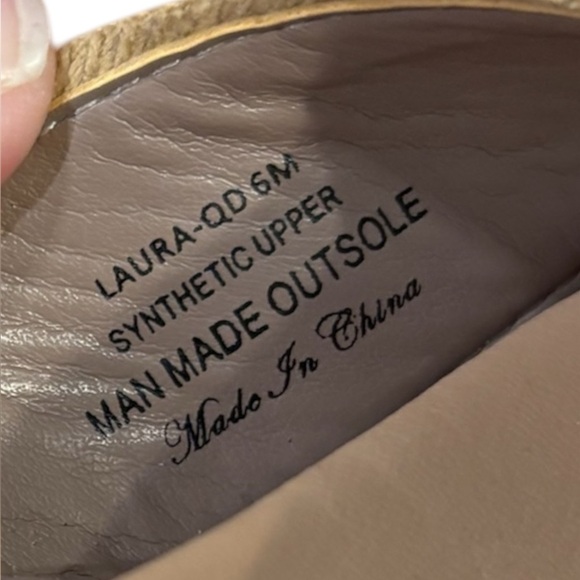 LAURA-QD 6M
SYNTHETIC UPPER
MAN MADE OUTSOLE
Made In China